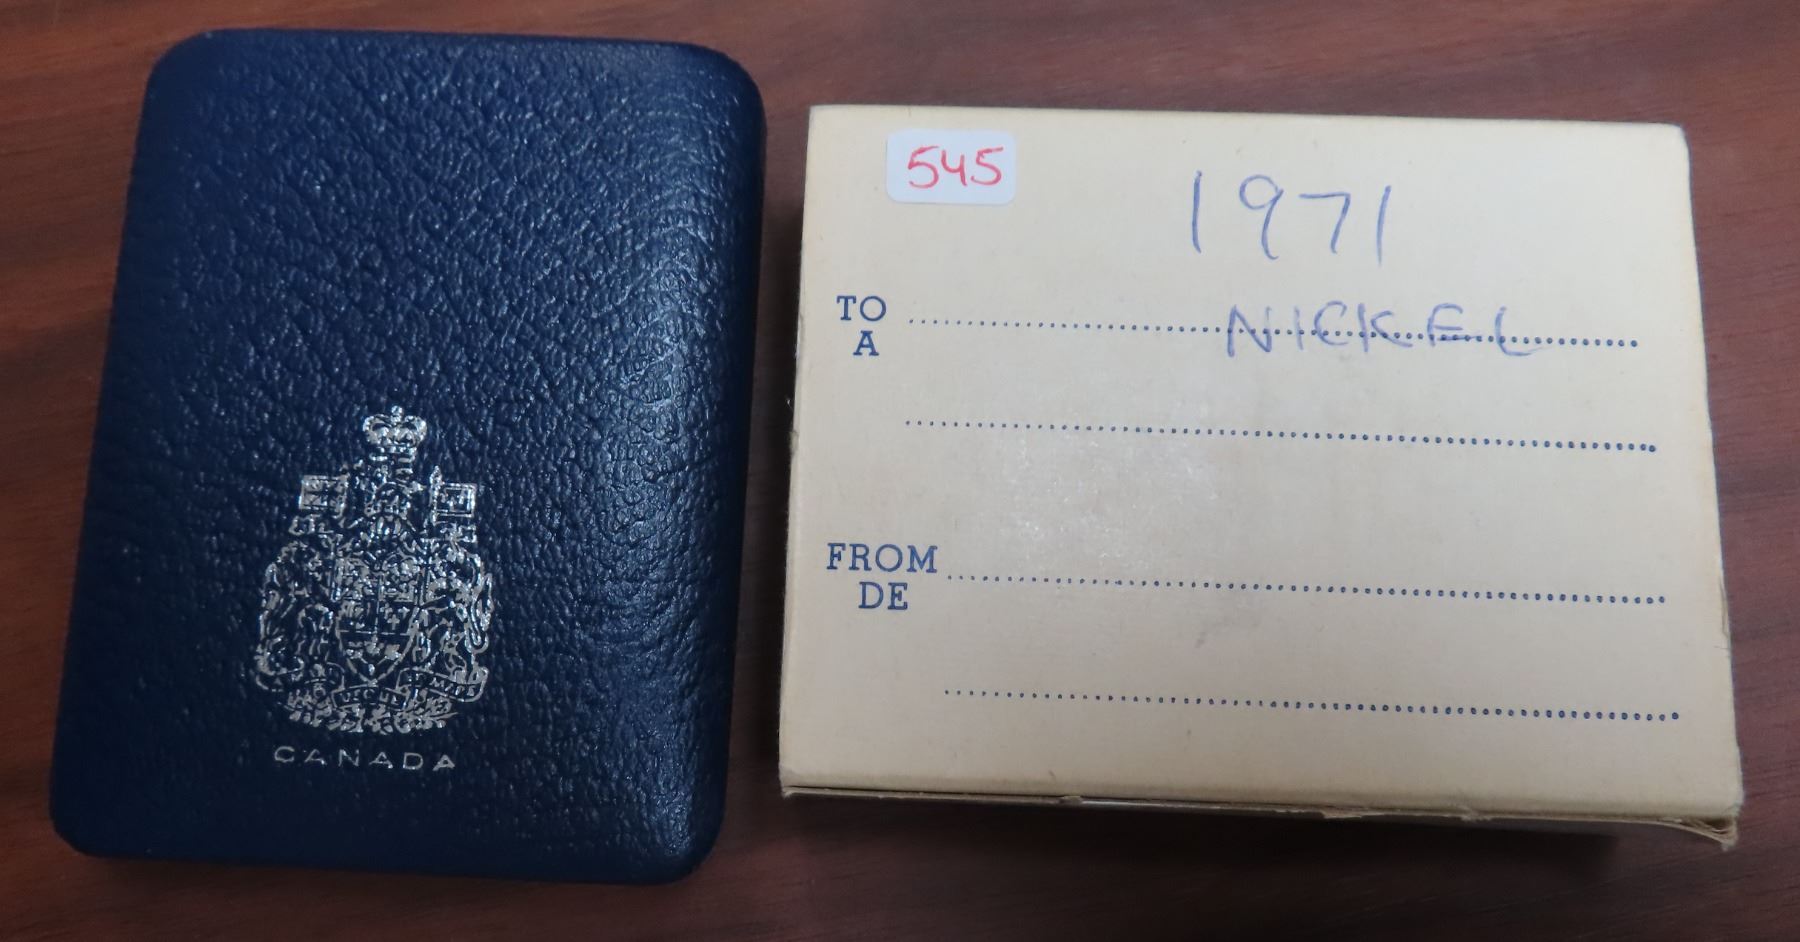 CANADA
545
1971
TO
A
NICKEL
FROM
DE